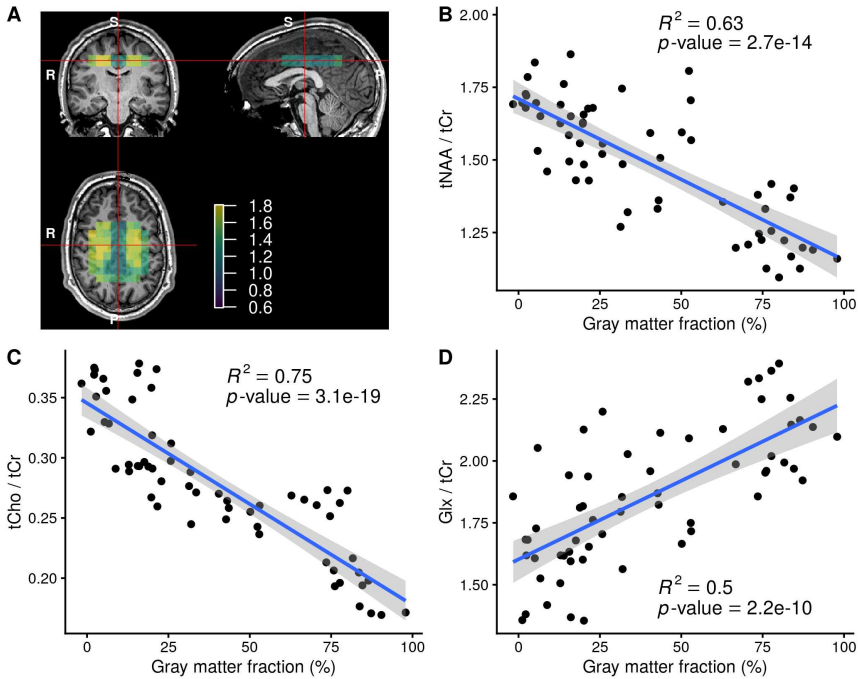 A
S
S
R
P
R
P
1.8
1.6
1.4
1.2
1.0
0.8
0.6
B
R² = 0.63
p-value = 2.7e-14
tNAA / tCr
2.00
1.75
1.50
1.25
0 25 50 75 100
Gray matter fraction (%)
C
R² = 0.75
p-value = 3.1e-19
tCho / tCr
0.35
0.30
0.25
0.20
0 25 50 75 100
Gray matter fraction (%)
D
Glx / tCr
2.25
2.00
1.75
1.50
R² = 0.5
p-value = 2.2e-10
0 25 50 75 100
Gray matter fraction (%)